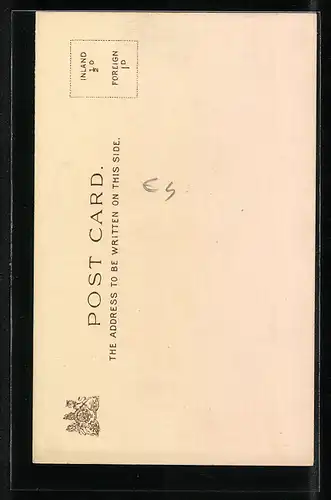 POST CARD.
THE ADDRESS TO BE WRITTEN ON THIS SIDE.
INLAND
½D
FOREIGN
1D